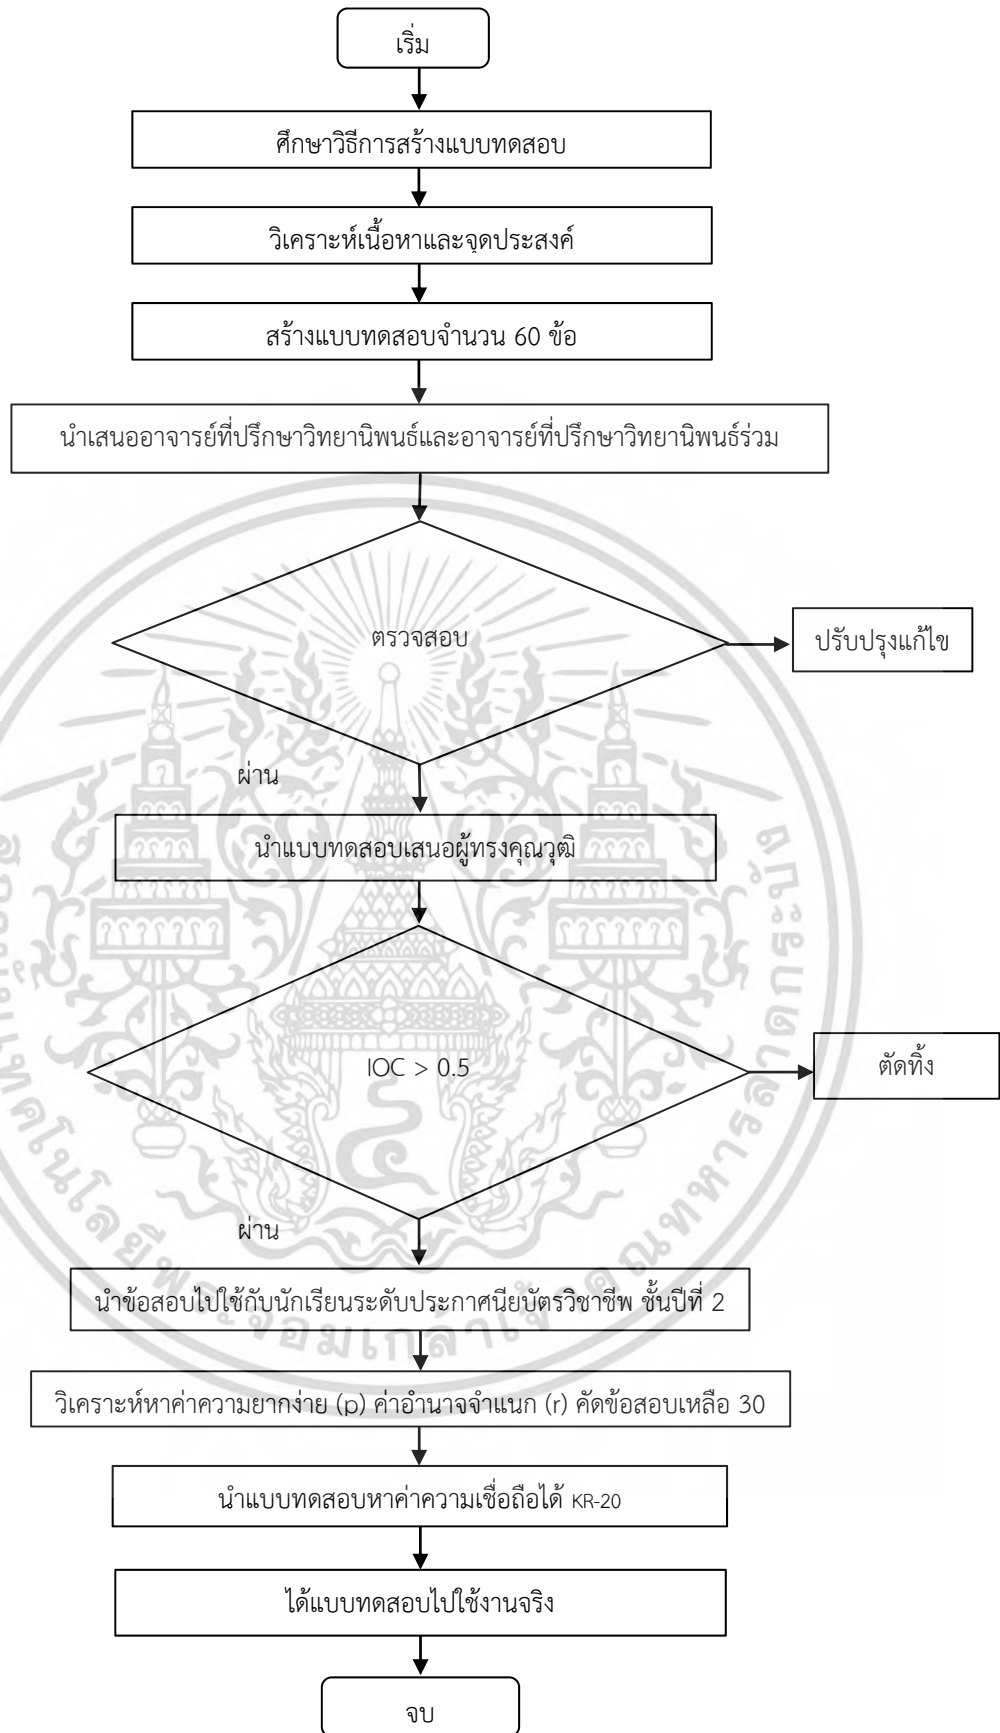 เริ่ม
ศึกษาวิธีการสร้างแบบทดสอบ
วิเคราะห์เนื้อหาและจุดประสงค์
สร้างแบบทดสอบจำนวน 60 ข้อ
นำเสนออาจารย์ที่ปรึกษาวิทยานิพนธ์และอาจารย์ที่ปรึกษาวิทยานิพนธ์ร่วม
ตรวจสอบ
ปรับปรุงแก้ไข
ผ่าน
นำแบบทดสอบเสนอผู้ทรงคุณวุฒิ
IOC > 0.5
ตัดทิ้ง
ผ่าน
นำข้อสอบไปใช้กับนักเรียนระดับประกาศนียบัตรวิชาชีพ ชั้นปีที่ 2
วิเคราะห์หาค่าความยากง่าย (p) ค่าอำนาจจำแนก (r) คัดข้อสอบเหลือ 30
นำแบบทดสอบหาค่าความเชื่อถือได้ KR-20
ได้แบบทดสอบไปใช้งานจริง
จบ